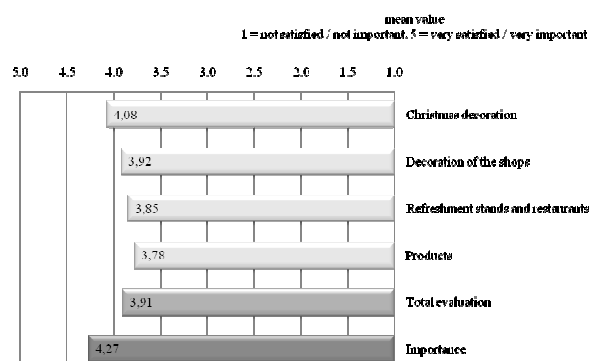 mean value
1 = not satisfied / not important, 5 = very satisfied / very important
5.0 4.5 4.0 3.5 3.0 2.5 2.0 1.5 1.0
4,08 Christmas decoration
3,92 Decoration of the shops
3,85 Refreshment stands and restaurants
3,78 Products
3,91 Total evaluation
4,27 Importance